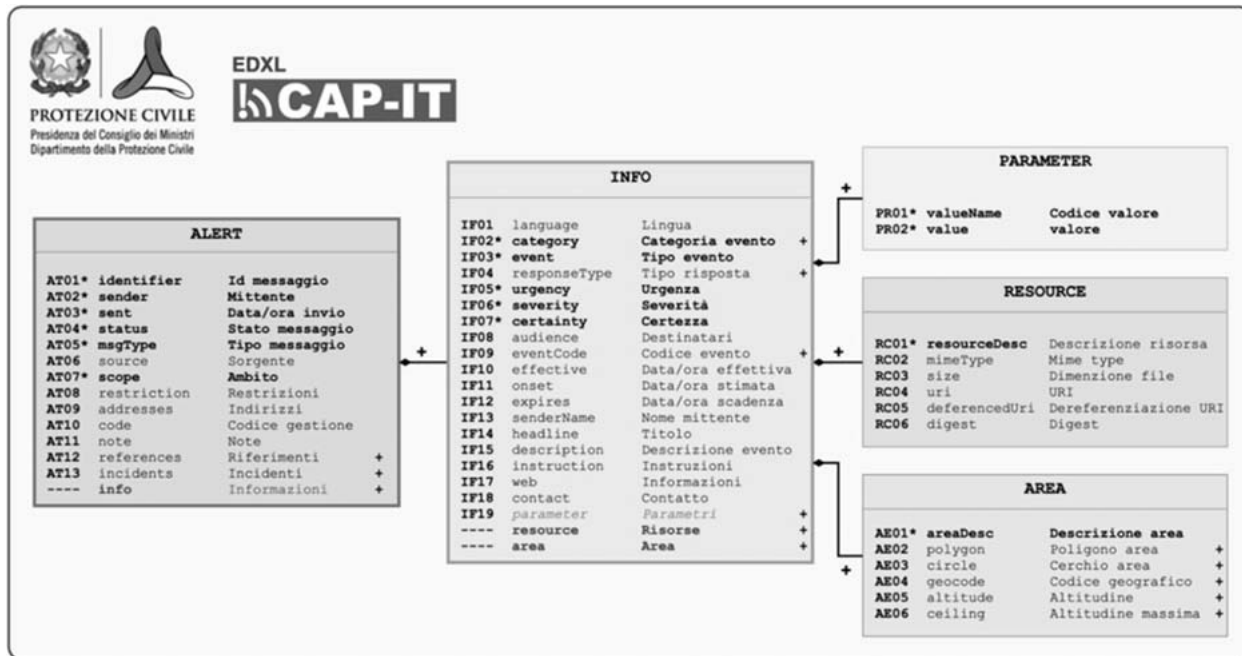 PROTEZIONE CIVILE
Presidenza del Consiglio dei Ministri
Dipartimento della Protezione Civile
EDXL
CAP-IT
ALERT
AT01* identifier Id messaggio
AT02* sender Mittente
AT03* sent Data/ora invio
AT04* status Stato messaggio
AT05* msgType Tipo messaggio
AT06 source Sorgente
AT07* scope Ambito
AT08 restriction Restrizioni
AT09 addresses Indirizzi
AT10 code Codice gestione
AT11 note Note
AT12 references Riferimenti +
AT13 incidents Incidenti +
---- info Informazioni +
+
INFO
IF01 language Lingua
IF02* category Categoria evento +
IF03* event Tipo evento
IF04 responseType Tipo risposta +
IF05* urgency Urgenza
IF06* severity Severità
IF07* certainty Certezza
IF08 audience Destinatari
IF09 eventCode Codice evento +
IF10 effective Data/ora effettiva
IF11 onset Data/ora stimata
IF12 expires Data/ora scadenza
IF13 senderName Nome mittente
IF14 headline Titolo
IF15 description Descrizione evento
IF16 instruction Instruzioni
IF17 web Informazioni
IF18 contact Contatto
IF19 parameter Parametri +
---- resource Risorse +
---- area Area +
+
PARAMETER
PR01* valueName Codice valore
PR02* value valore
+
RESOURCE
RC01* resourceDesc Descrizione risorsa
RC02 mimeType Mime type
RC03 size Dimenzione file
RC04 uri URI
RC05 deferencedUri Dereferenziazione URI
RC06 digest Digest
+
AREA
AE01* areaDesc Descrizione area
AE02 polygon Poligono area +
AE03 circle Cerchio area +
AE04 geocode Codice geografico +
AE05 altitude Altitudine +
AE06 ceiling Altitudine massima +